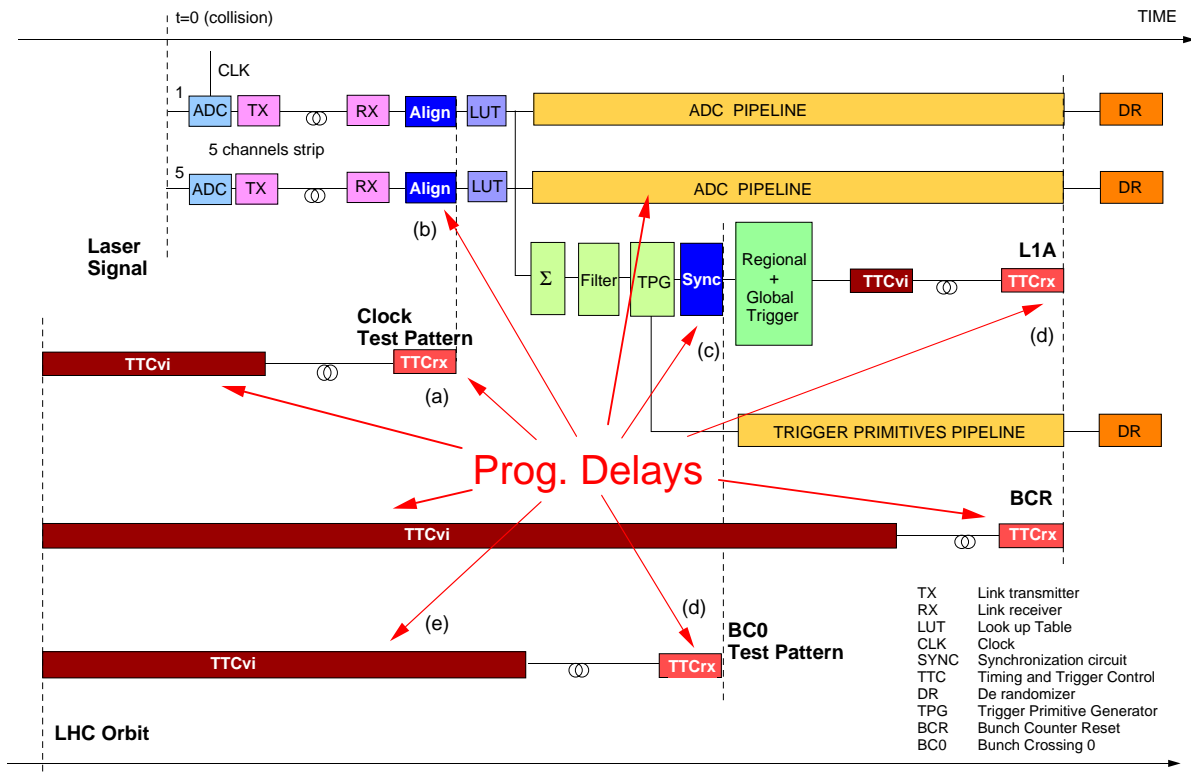 t=0 (collision)
TIME
CLK
1
ADC
TX
RX
Align
LUT
ADC PIPELINE
DR
5 channels strip
5
ADC
TX
RX
Align
LUT
ADC PIPELINE
DR
(b)
Laser
Signal
Σ
Filter
TPG
Sync
Regional
+
Global
Trigger
TTCvi
L1A
TTCrx
(c)
(d)
Clock
Test Pattern
TTCvi
TTCrx
(a)
TRIGGER PRIMITIVES PIPELINE
DR
Prog. Delays
BCR
TTCvi
TTCrx
(e)
(d)
BC0
Test Pattern
TTCvi
TTCrx
LHC Orbit
TX Link transmitter
RX Link receiver
LUT Look up Table
CLK Clock
SYNC Synchronization circuit
TTC Timing and Trigger Control
DR De randomizer
TPG Trigger Primitive Generator
BCR Bunch Counter Reset
BC0 Bunch Crossing 0